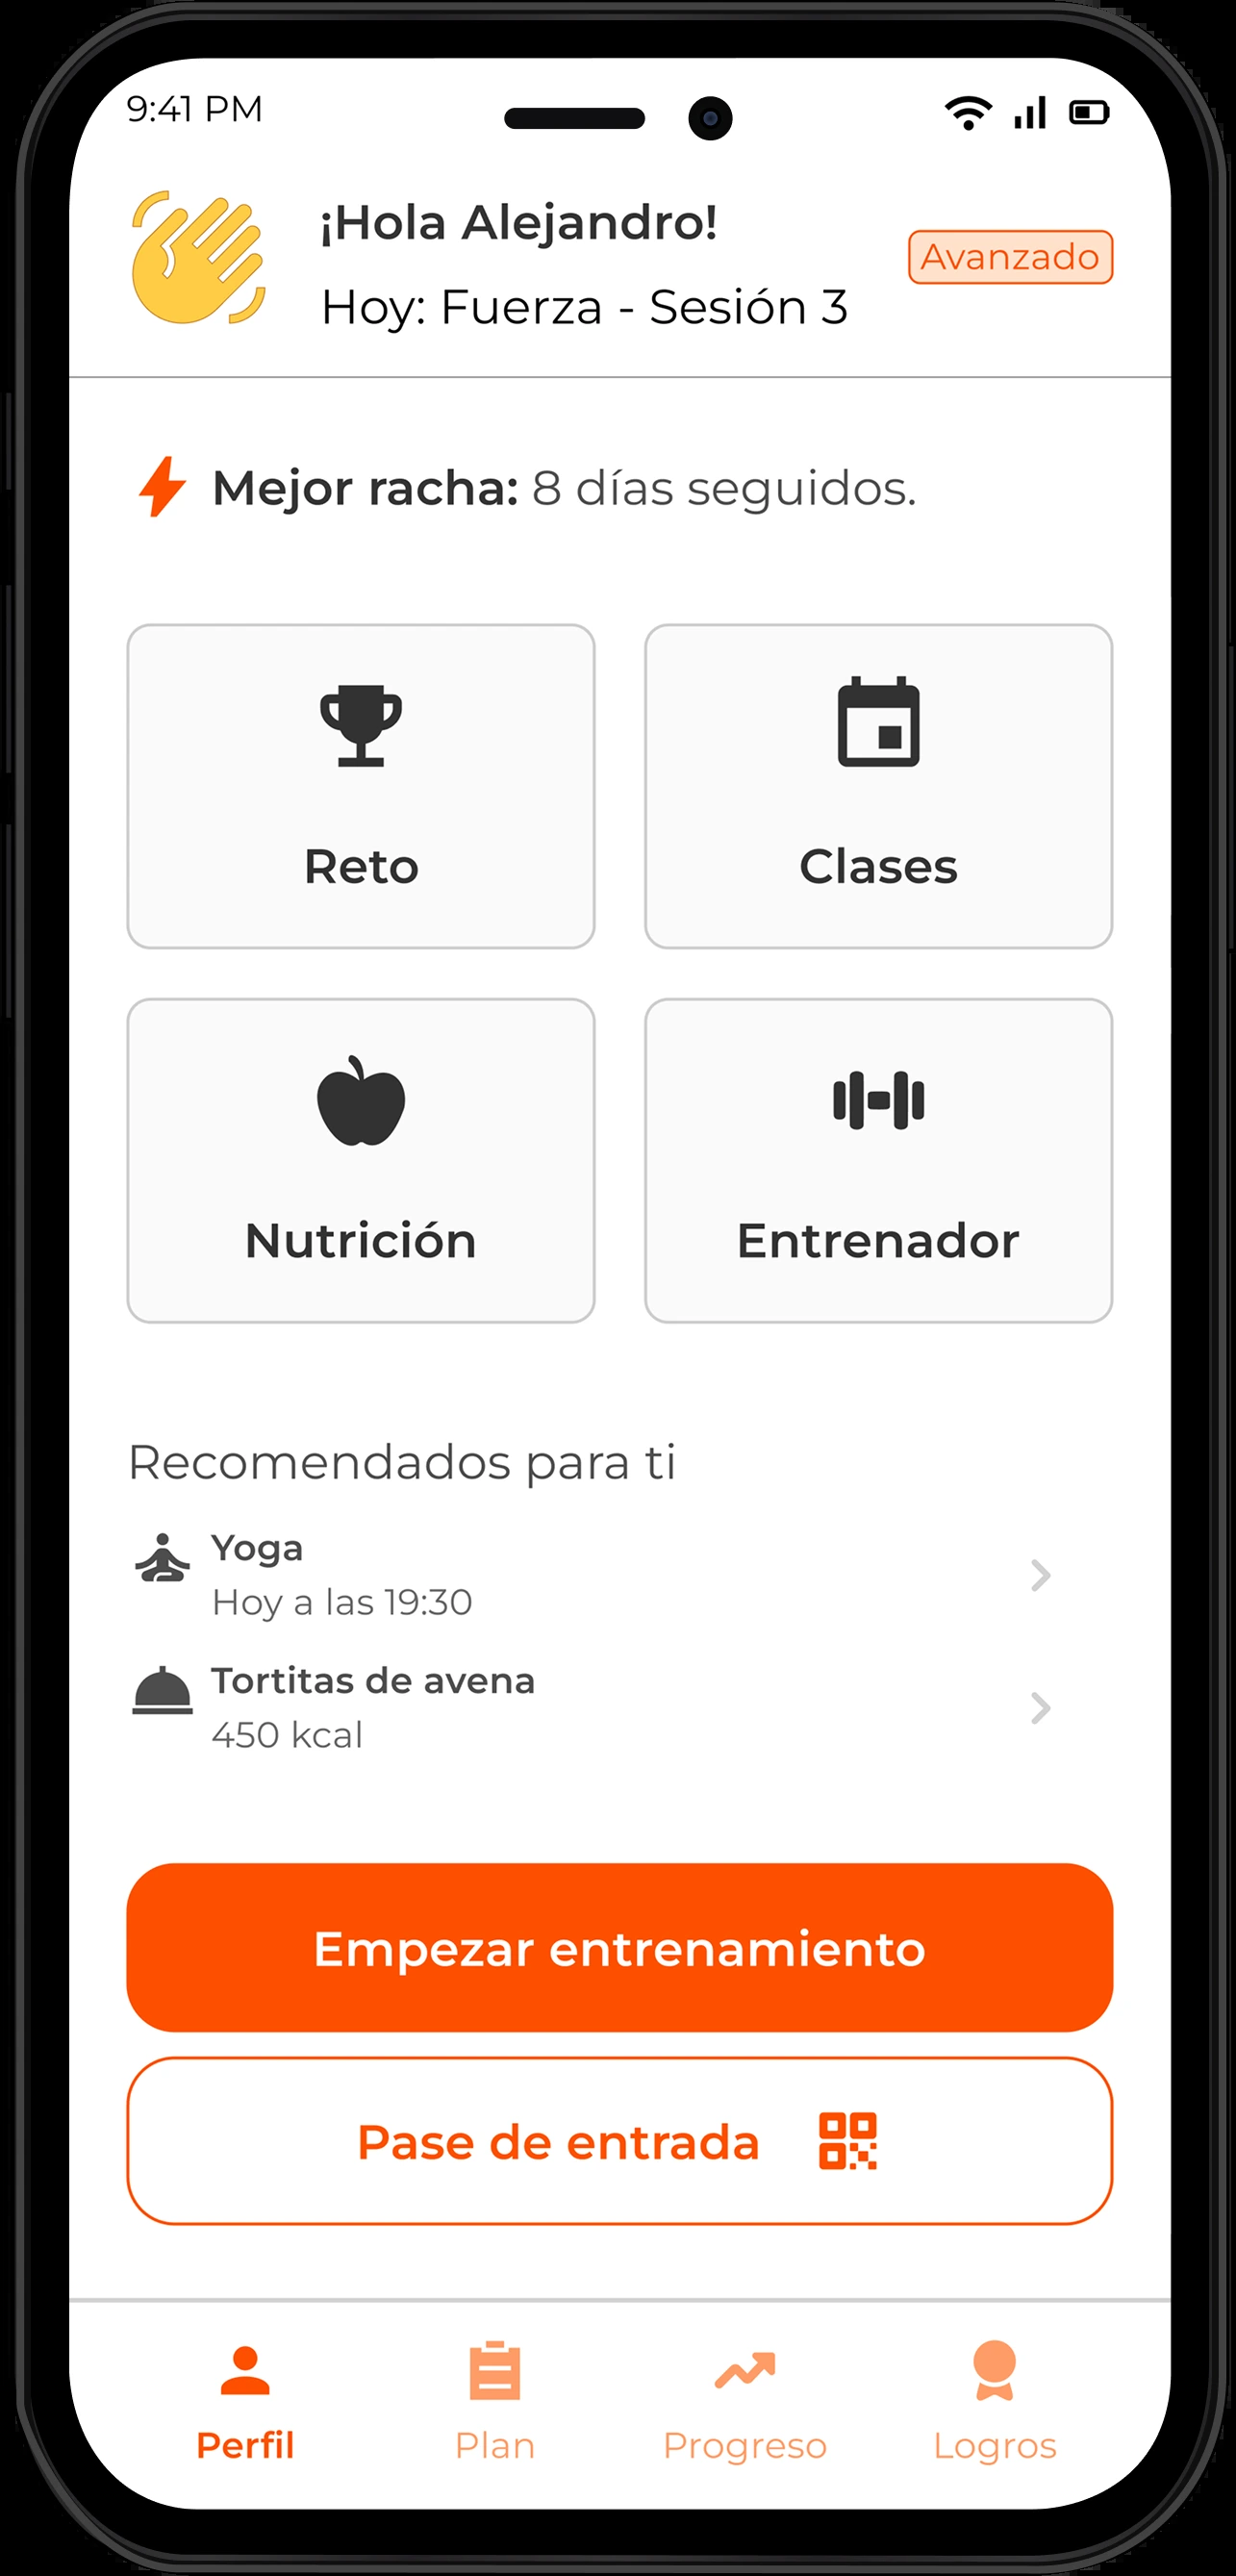 9:41 PM
¡Hola Alejandro!
Avanzado
Hoy: Fuerza - Sesión 3
Mejor racha: 8 días seguidos.
Reto
Clases
Nutrición
Entrenador
Recomendados para ti
Yoga
Hoy a las 19:30
Tortitas de avena
450 kcal
Empezar entrenamiento
Pase de entrada
Perfil
Plan
Progreso
Logros